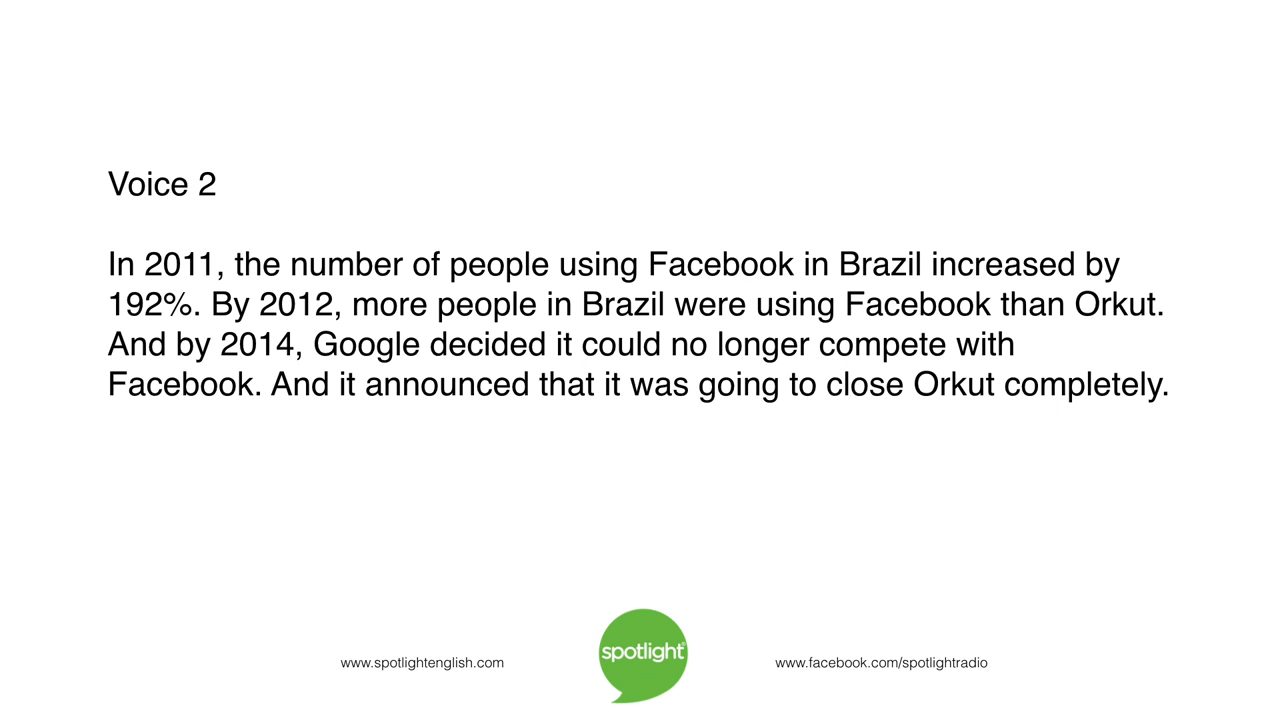 Voice 2
In 2011, the number of people using Facebook in Brazil increased by
192%. By 2012, more people in Brazil were using Facebook than Orkut.
And by 2014, Google decided it could no longer compete with
Facebook. And it announced that it was going to close Orkut completely.
www.spotlightenglish.com
spotlight®
www.facebook.com/spotlightradio